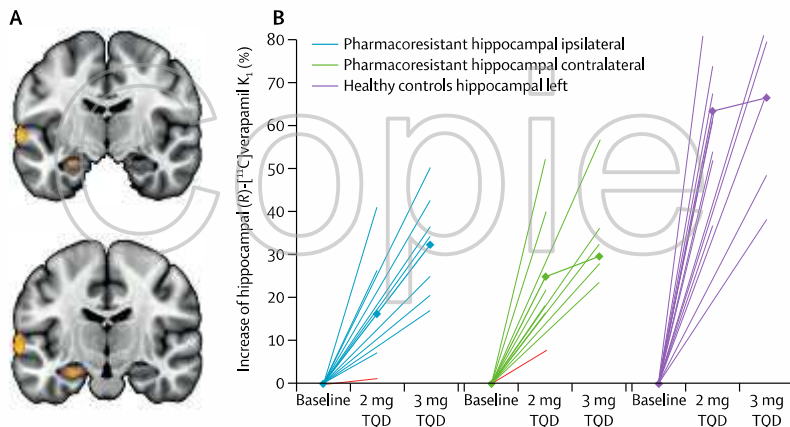 A
B
Increase of hippocampal (R)-[¹¹C]verapamil K₁ (%)
80
70
60
50
40
30
20
10
0
Pharmacoresistant hippocampal ipsilateral
Pharmacoresistant hippocampal contralateral
Healthy controls hippocampal left
Baseline
2 mg
TQD
3 mg
TQD
Baseline
2 mg
TQD
3 mg
TQD
Baseline
2 mg
TQD
3 mg
TQD
Copie